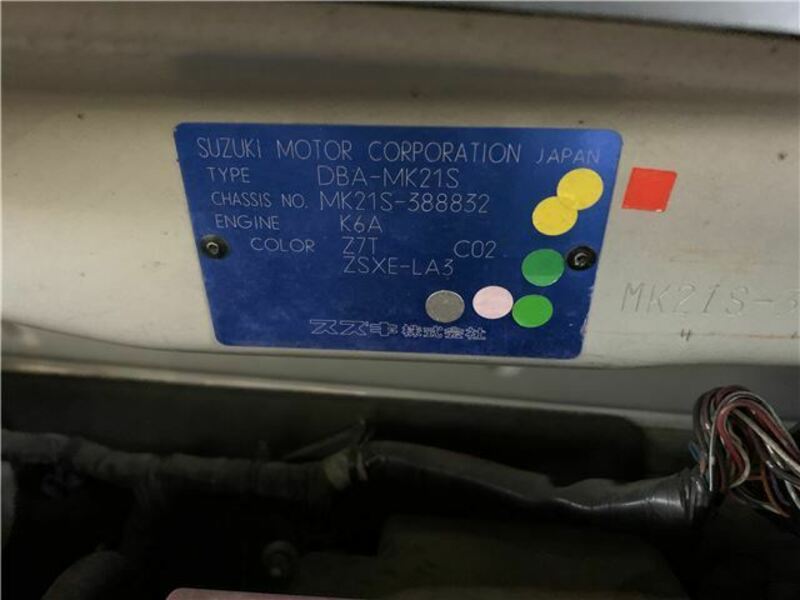 SUZUKI MOTOR CORPORATION JAPAN
TYPE DBA-MK21S
CHASSIS NO. MK21S-388832
ENGINE K6A
COLOR Z7T C02
ZSXE-LA3
スズキ株式会社
MK21S-3